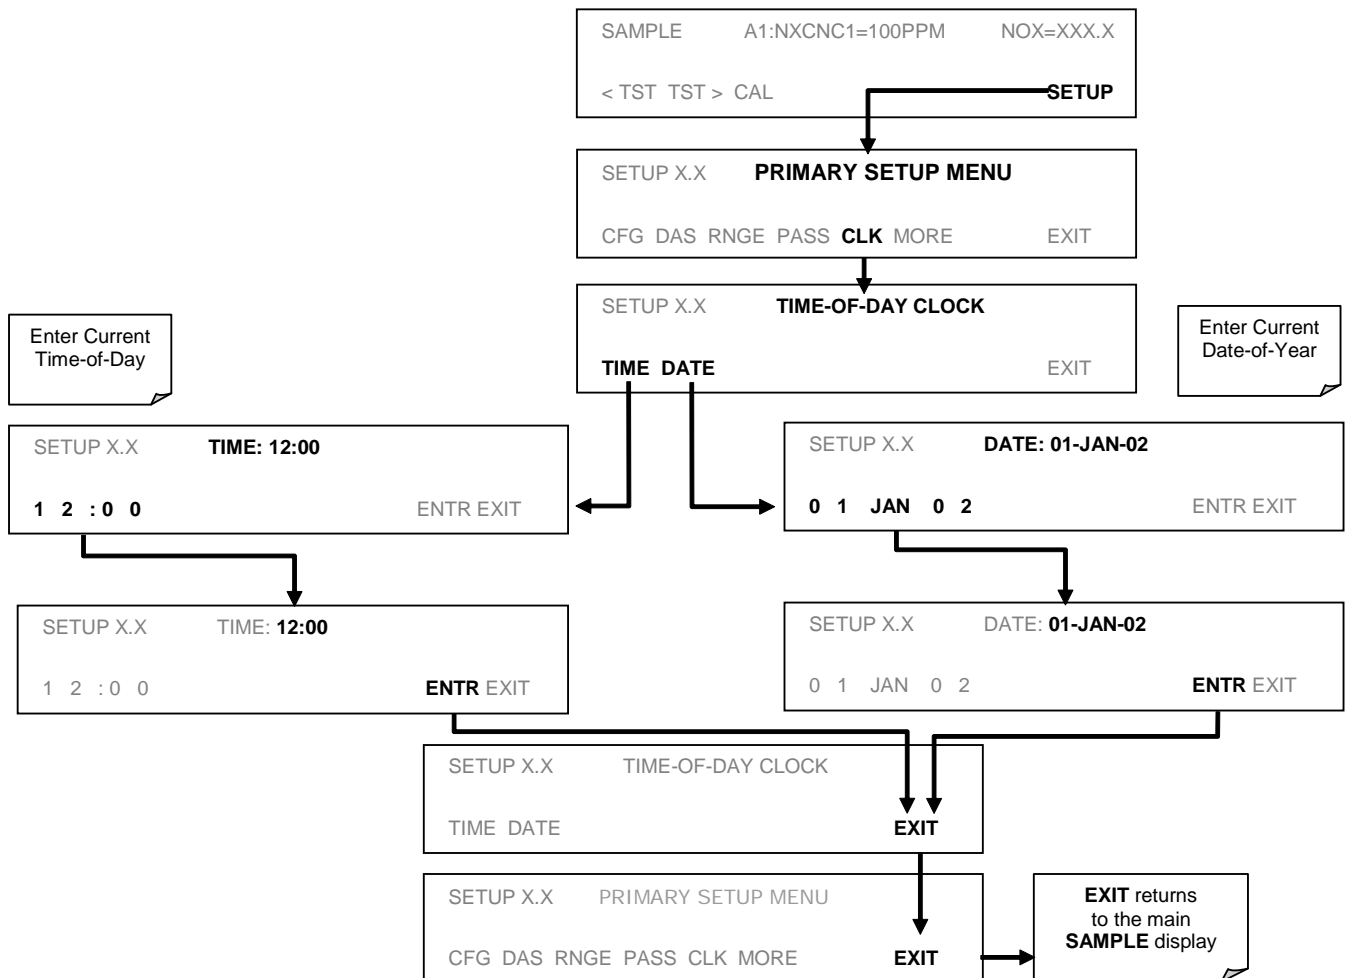 SAMPLE A1:NXCNC1=100PPM NOX=XXX.X
< TST TST > CAL SETUP
SETUP X.X PRIMARY SETUP MENU
CFG DAS RNGE PASS CLK MORE EXIT
SETUP X.X TIME-OF-DAY CLOCK
TIME DATE EXIT
Enter Current
Time-of-Day
Enter Current
Date-of-Year
SETUP X.X TIME: 12:00
1 2 : 0 0 ENTR EXIT
SETUP X.X DATE: 01-JAN-02
0 1 JAN 0 2 ENTR EXIT
SETUP X.X TIME: 12:00
1 2 : 0 0 ENTR EXIT
SETUP X.X DATE: 01-JAN-02
0 1 JAN 0 2 ENTR EXIT
SETUP X.X TIME-OF-DAY CLOCK
TIME DATE EXIT
SETUP X.X PRIMARY SETUP MENU
CFG DAS RNGE PASS CLK MORE EXIT
EXIT returns
to the main
SAMPLE display